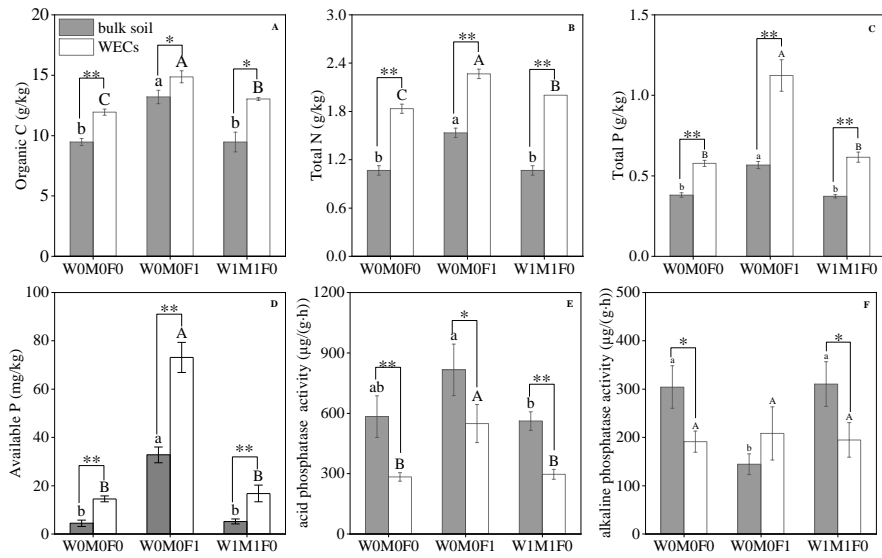 bulk soil
WECs
A
Organic C (g/kg)
20
15
10
5
0
**
*
*
b
C
a
A
b
B
W0M0F0 W0M0F1 W1M1F0
B
Total N (g/kg)
3.0
2.4
1.8
1.2
0.6
0.0
**
**
**
b
C
a
A
b
B
W0M0F0 W0M0F1 W1M1F0
C
Total P (g/kg)
1.5
1.0
0.5
0.0
**
**
**
b
B
a
A
b
B
W0M0F0 W0M0F1 W1M1F0
D
Available P (mg/kg)
100
80
60
40
20
0
**
**
**
b
B
a
A
b
B
W0M0F0 W0M0F1 W1M1F0
E
acid phosphatase activity (μg/(g·h))
1200
900
600
300
0
**
*
**
ab
B
a
A
b
B
W0M0F0 W0M0F1 W1M1F0
F
alkaline phosphatase activity (μg/(g·h))
500
400
300
200
100
0
*
*
a
A
b
A
a
A
W0M0F0 W0M0F1 W1M1F0